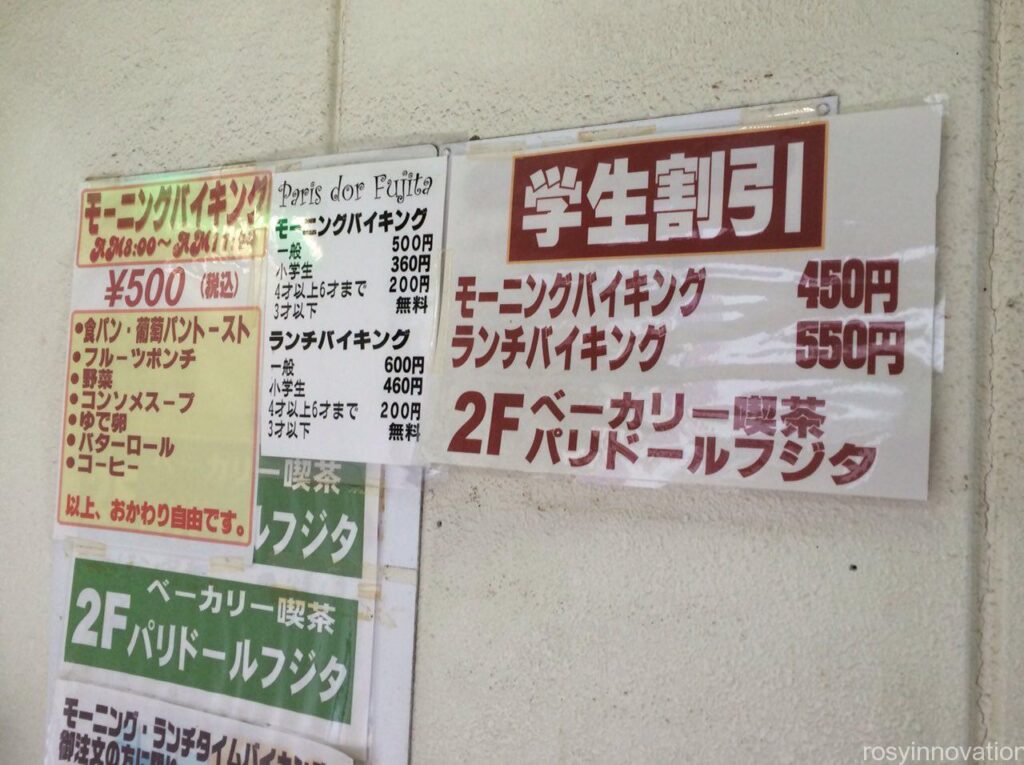 モーニングバイキング
AM8:00～AM11:
¥500(税込)
•食パン・葡萄パントースト
•フルーツポンチ
•野菜
•コンソメスープ
•ゆで卵
•バターロール
•コーヒー
以上、おかわり自由です。
Paris dor Fujita
モーニングバイキング
一般 500円
小学生 360円
4才以上6才まで 200円
3才以下 無料
ランチバイキング
一般 600円
小学生 460円
4才以上6才まで 200円
3才以下 無料
学生割引
モーニングバイキング 450円
ランチバイキング 550円
2F ベーカリー喫茶
パリドールフジタ
ー喫茶
ルフジタ
2F ベーカリー喫茶
パリドールフジタ
モーニング・ランチタイムバイキン
御注文の方に
rosyinnovation